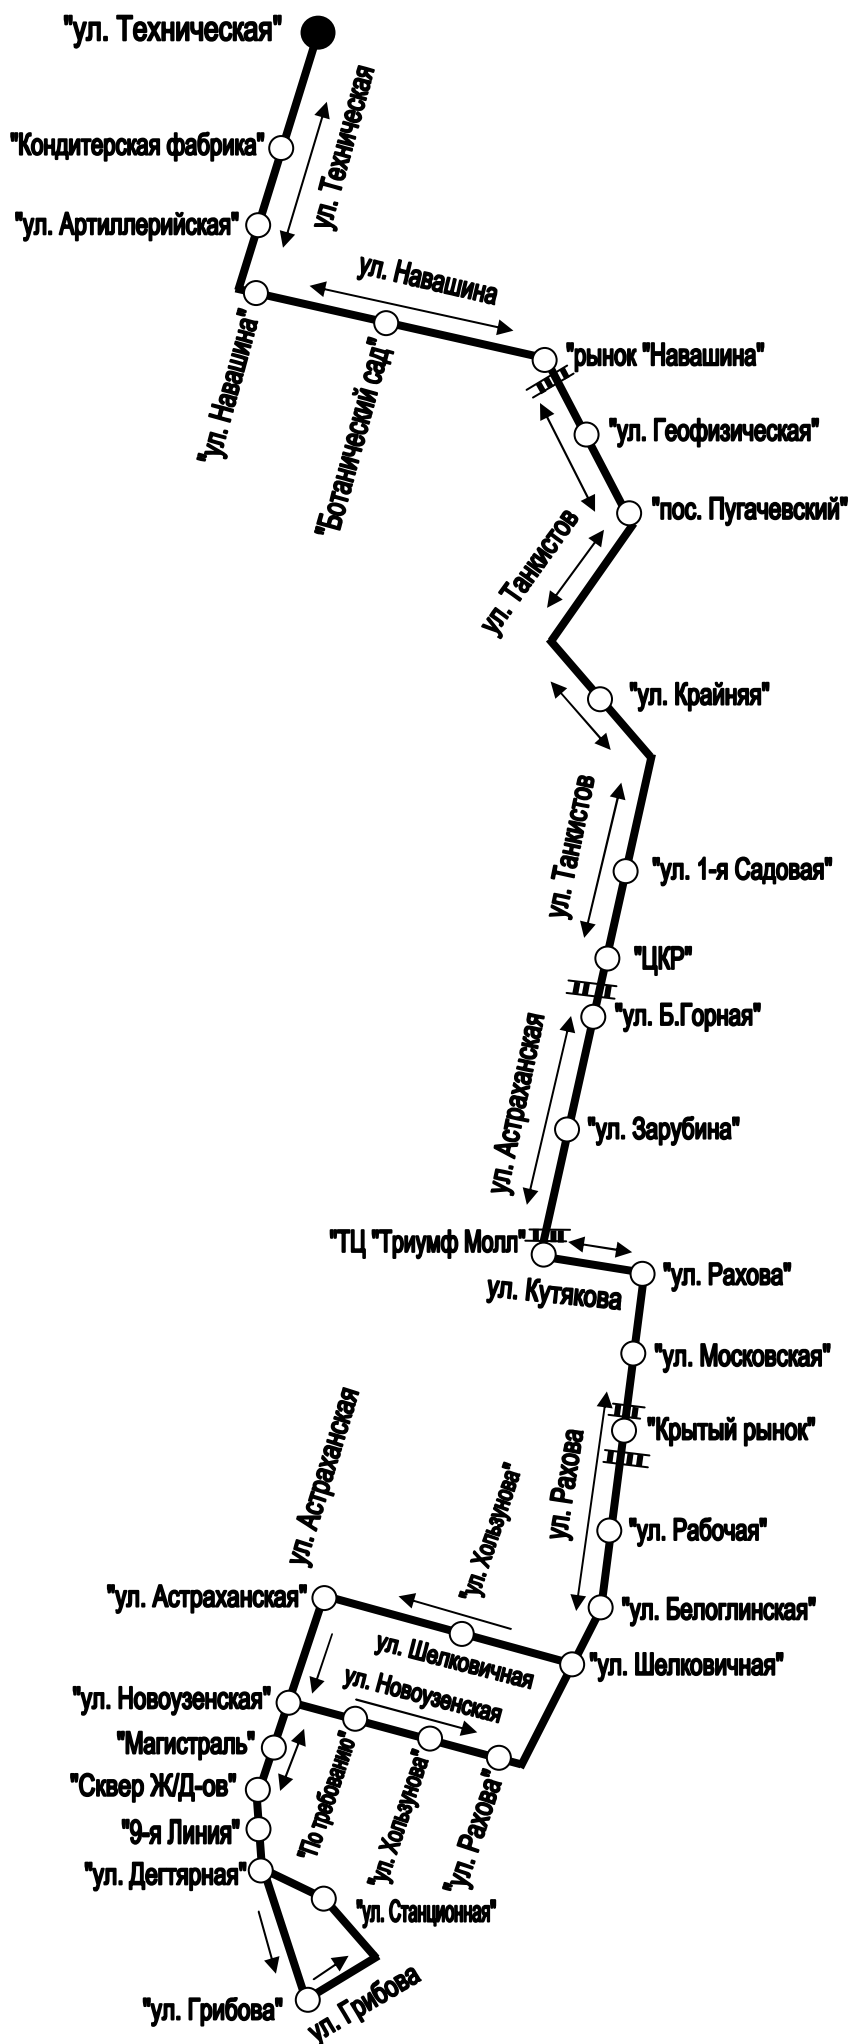 "ул. Техническая"
ул. Техническая
"Кондитерская фабрика"
"ул. Артиллерийская"
ул. Навашина
"ул. Навашина"
"Ботанический сад"
"рынок "Навашина"
"ул. Геофизическая"
"пос. Пугачевский"
ул. Танкистов
"ул. Крайняя"
ул. Танкистов
"ул. 1-я Садовая"
"ЦКР"
"ул. Б.Горная"
ул. Астраханская
"ул. Зарубина"
"ТЦ "Триумф Молл"
"ул. Рахова"
ул. Кутякова
"ул. Московская"
"Крытый рынок"
ул. Астраханская
ул. Рахова
"ул. Хользунова"
"ул. Рабочая"
"ул. Астраханская"
"ул. Белоглинская"
ул. Шелковичная
"ул. Шелковичная"
ул. Новоузенская
"ул. Новоузенская"
"Магистраль"
"Сквер Ж/Д-ов"
"По требованию"
"ул. Хользунова"
"ул. Рахова"
"9-я Линия"
"ул. Дегтярная"
"ул. Станционная"
"ул. Грибова"
ул. Грибова